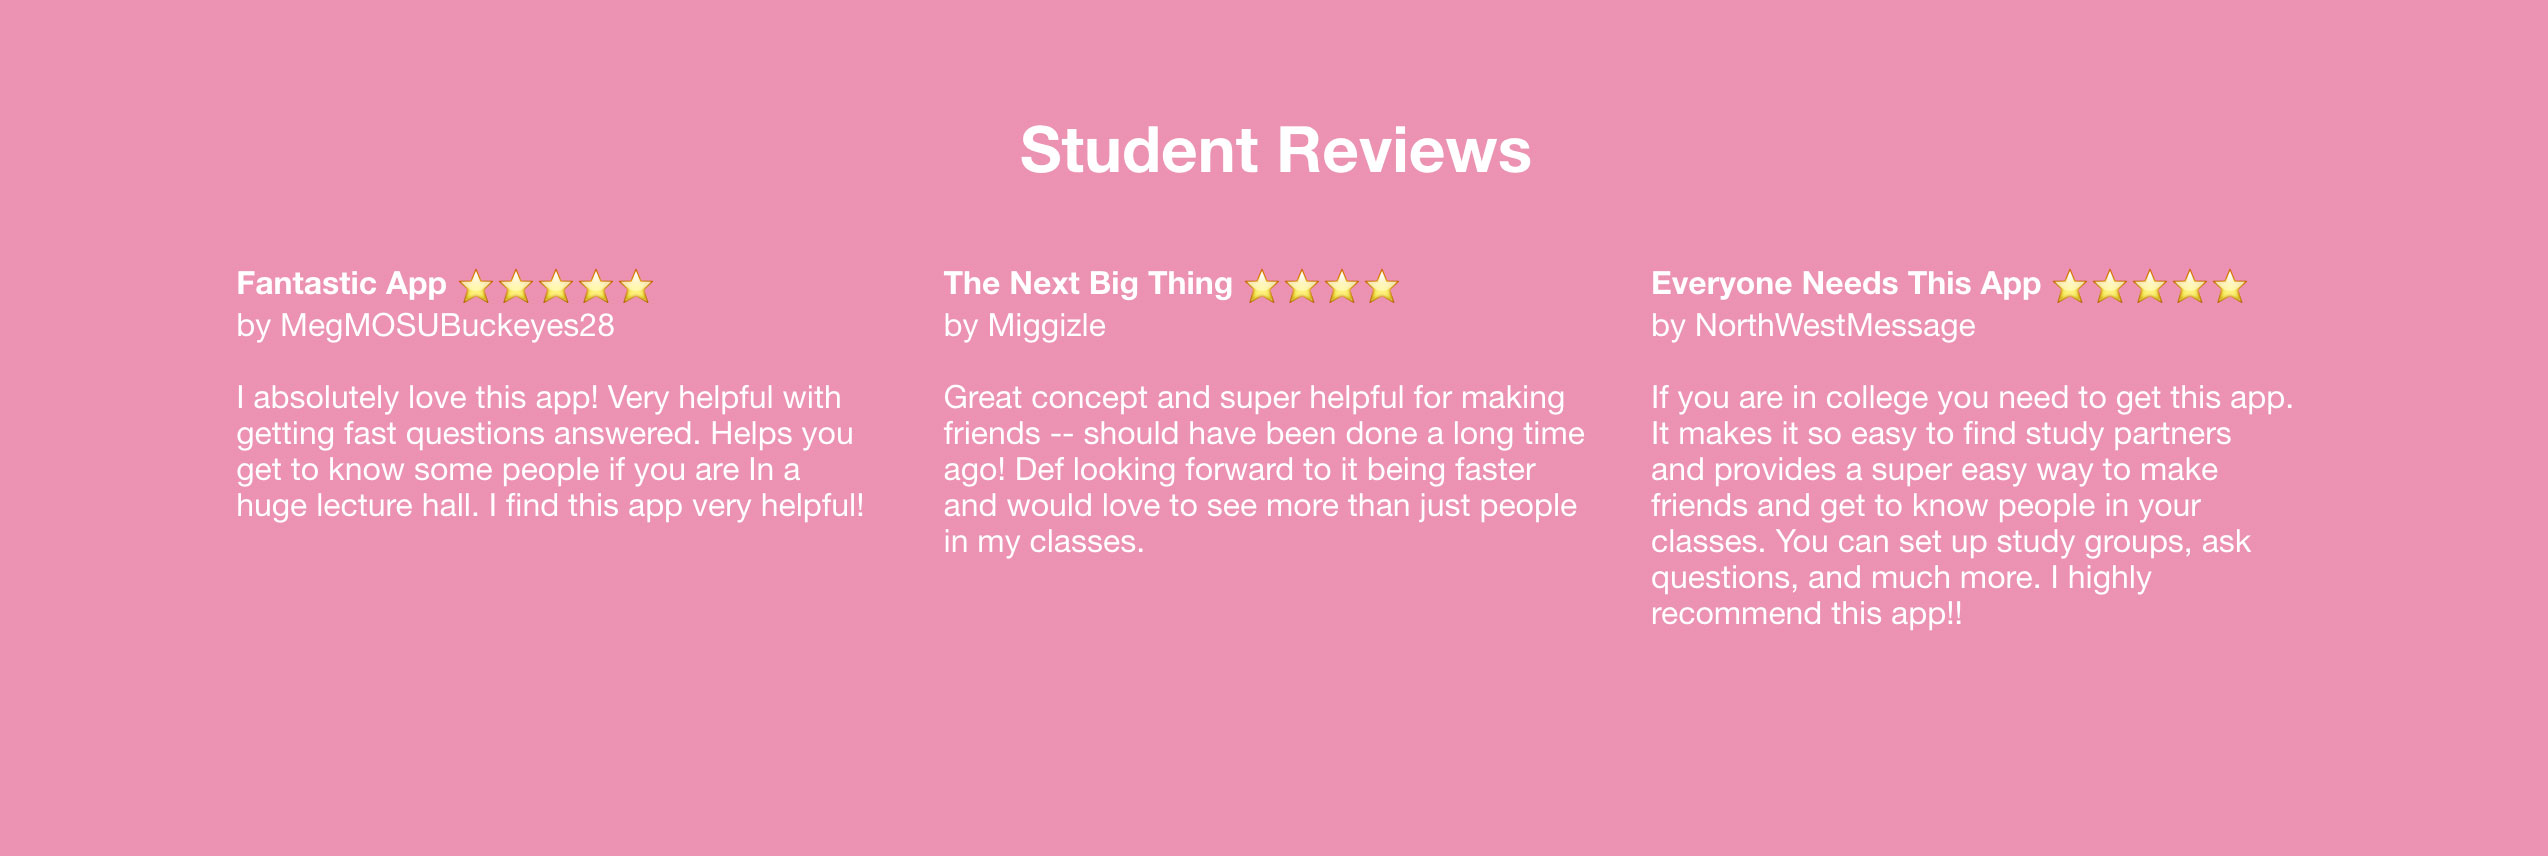 Student Reviews
Fantastic App ⭐⭐⭐⭐⭐
by MegMOSUBuckeyes28
I absolutely love this app! Very helpful with
getting fast questions answered. Helps you
get to know some people if you are In a
huge lecture hall. I find this app very helpful!
The Next Big Thing ⭐⭐⭐⭐
by Miggizle
Great concept and super helpful for making
friends -- should have been done a long time
ago! Def looking forward to it being faster
and would love to see more than just people
in my classes.
Everyone Needs This App ⭐⭐⭐⭐⭐
by NorthWestMessage
If you are in college you need to get this app.
It makes it so easy to find study partners
and provides a super easy way to make
friends and get to know people in your
classes. You can set up study groups, ask
questions, and much more. I highly
recommend this app!!